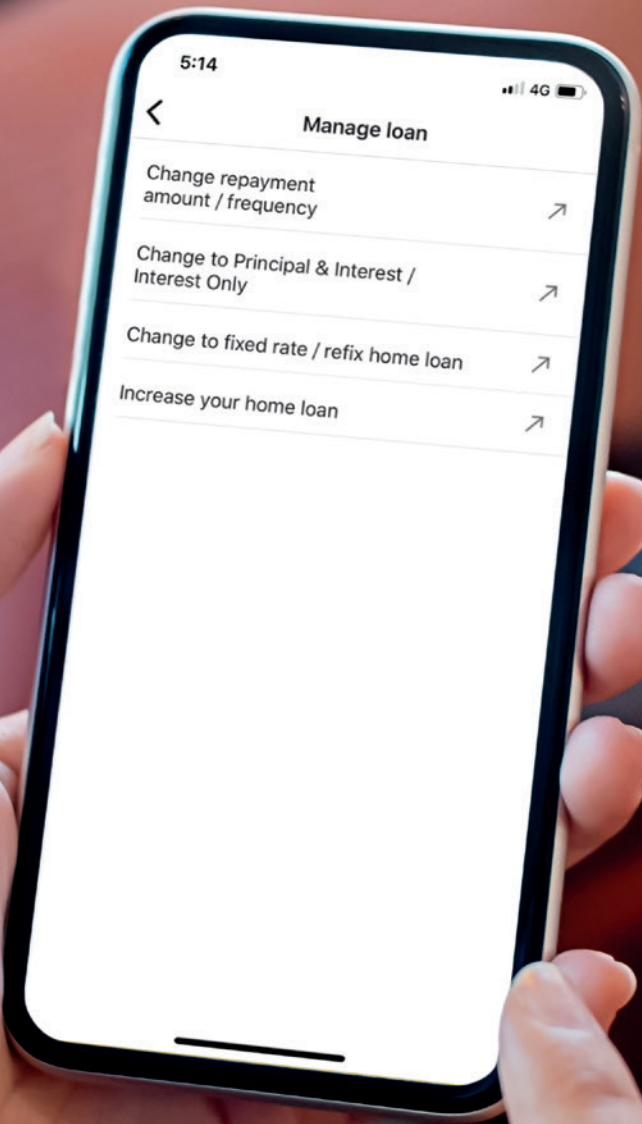 5:14
4G
Manage loan
Change repayment
amount / frequency
Change to Principal & Interest /
Interest Only
Change to fixed rate / refix home loan
Increase your home loan